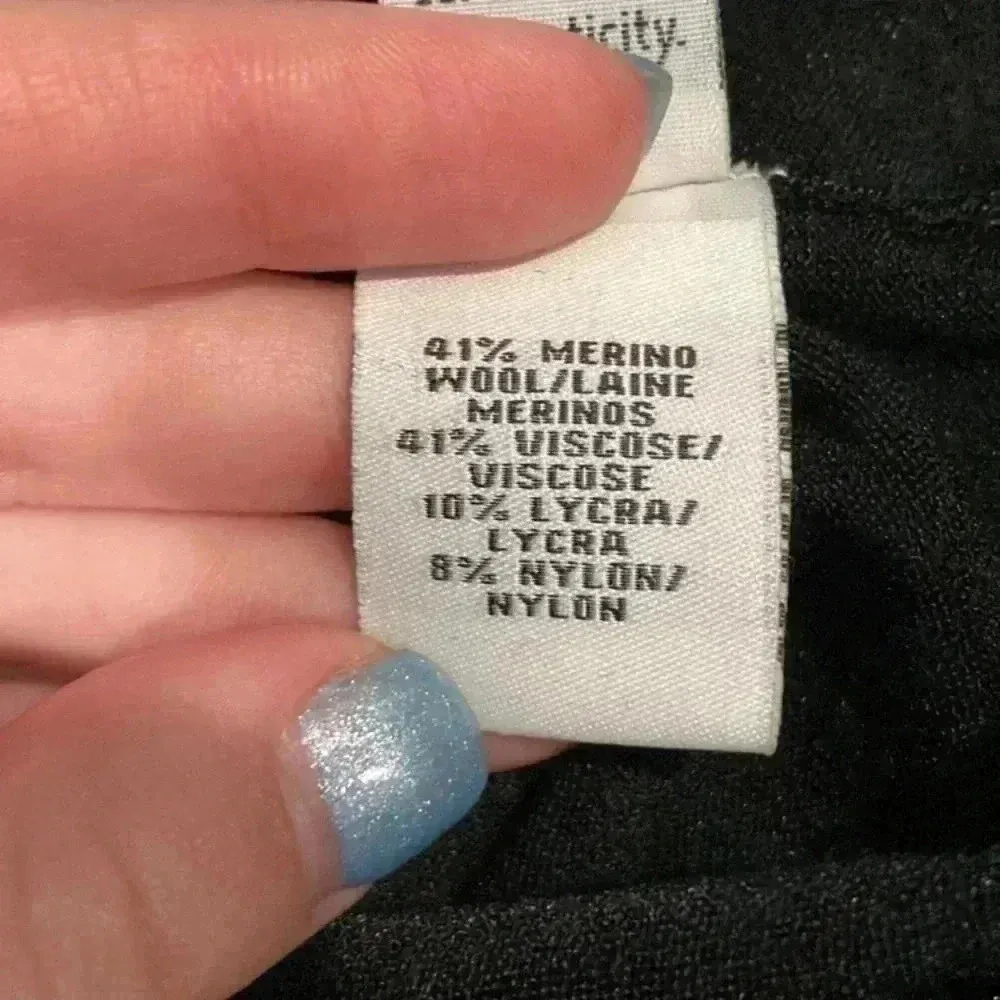 41% MERINO
WOOL/LAINE
MERINOS
41% VISCOSE/
VISCOSE
10% LYCRA/
LYCRA
8% NYLON/
NYLON